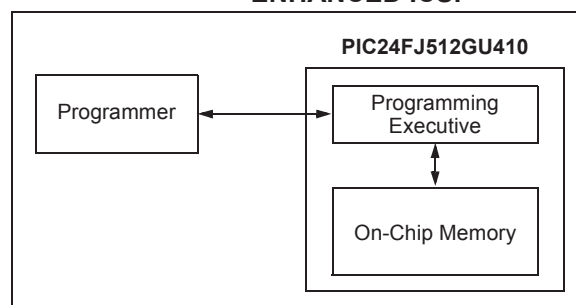 PIC24FJ512GU410
Programmer
Programming
Executive
On-Chip Memory